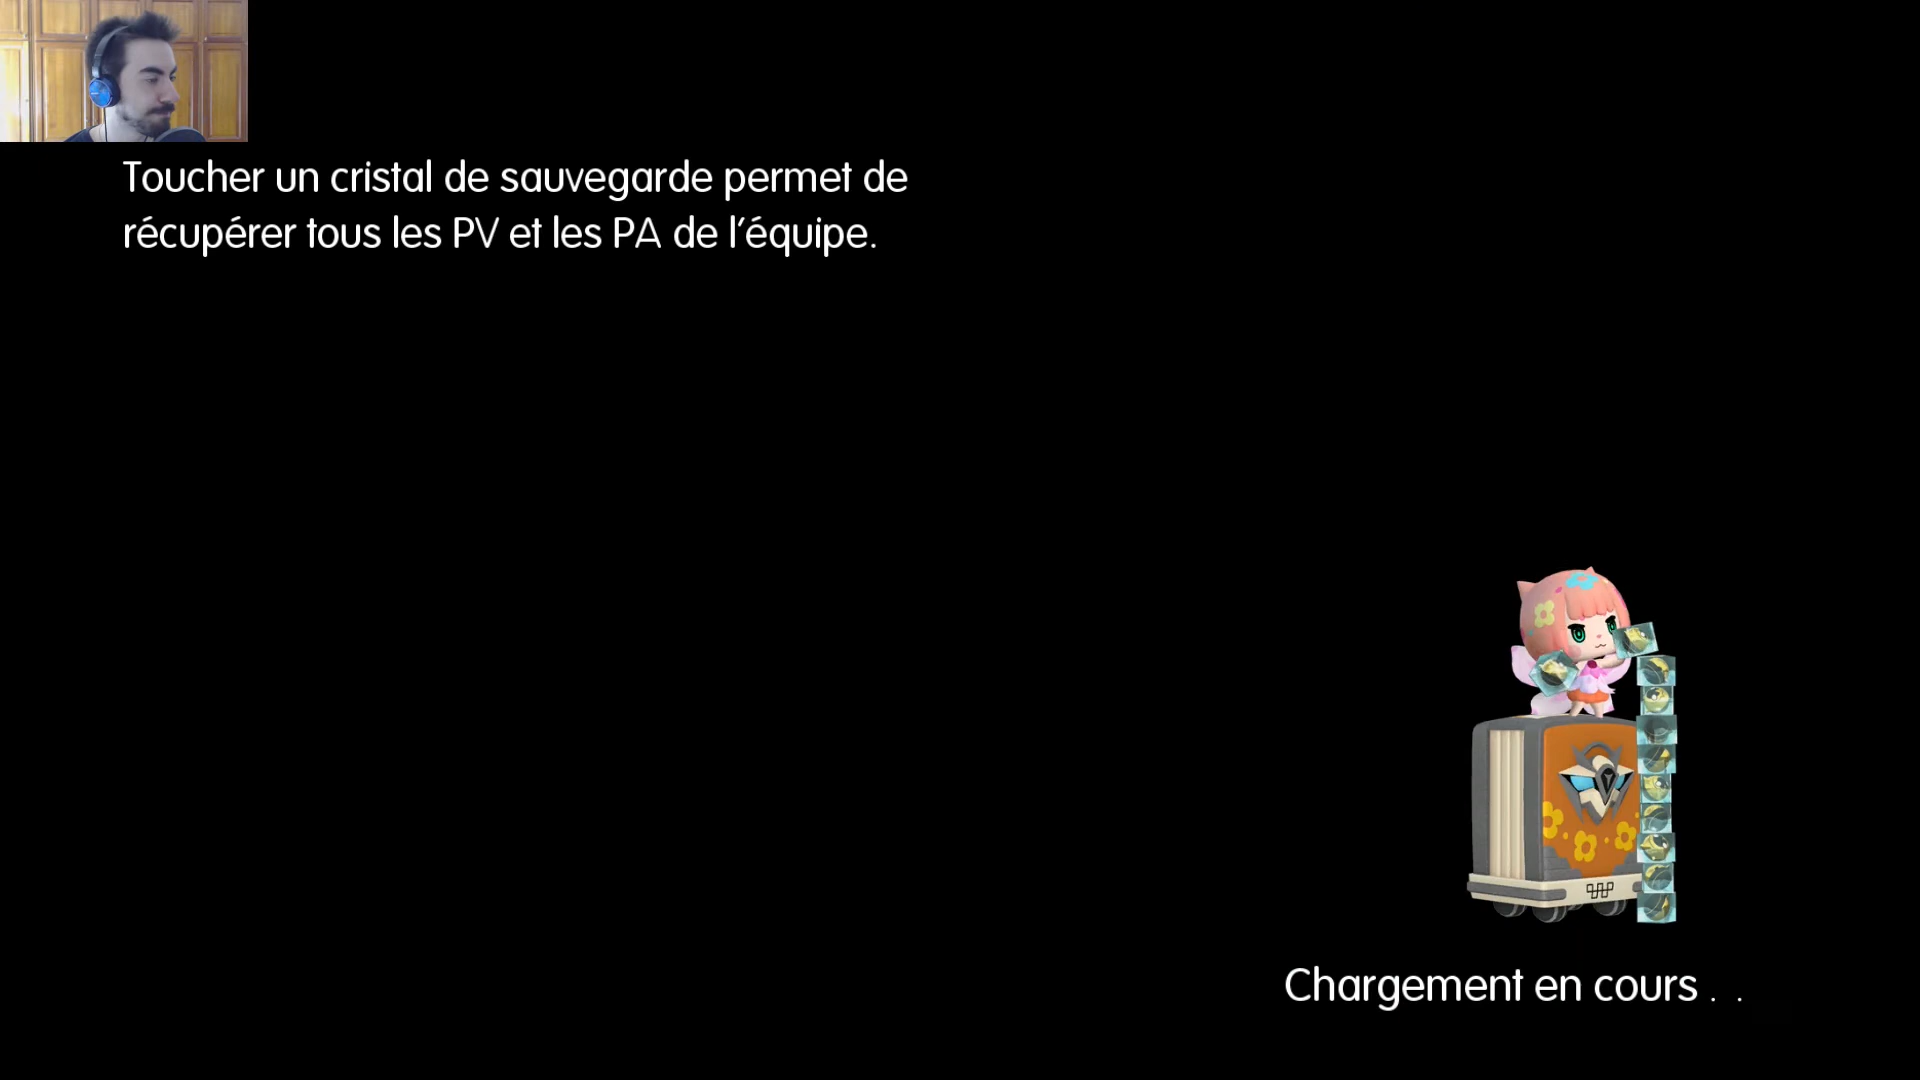 Toucher un cristal de sauvegarde permet de
récupérer tous les PV et les PA de l'équipe.
Chargement en cours . .